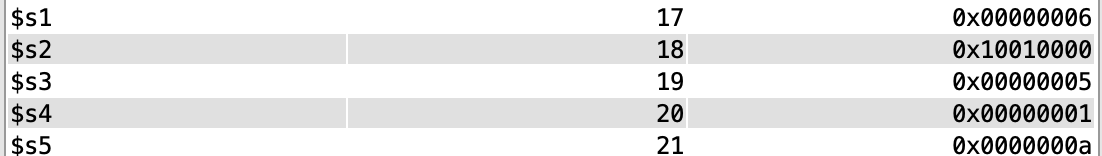 $s1 17 0x00000006
$s2 18 0x10010000
$s3 19 0x00000005
$s4 20 0x00000001
$s5 21 0x0000000a